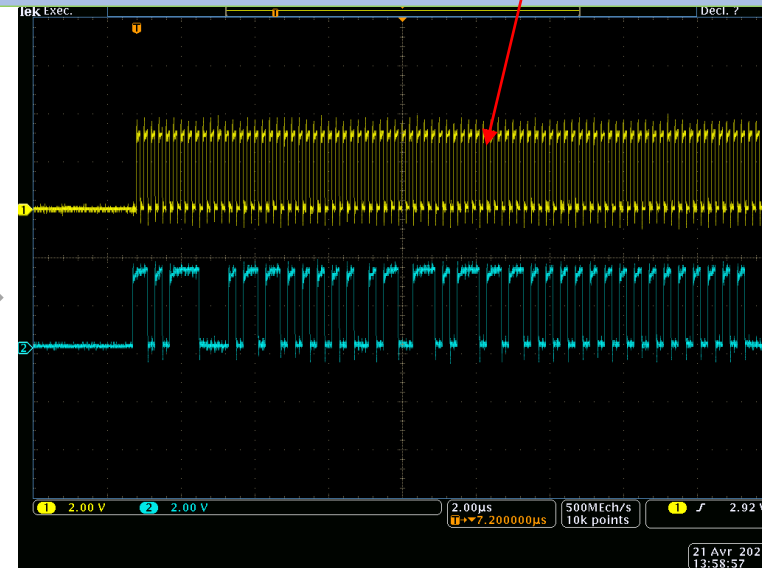 Tek Exec.
Decl. ?
T
T
1
2
1 2.00 V 2 2.00 V
2.00µs
T→▼7.200000µs
500MEch/s
10k points
1 2.92 V
21 Avr 202
13:58:57